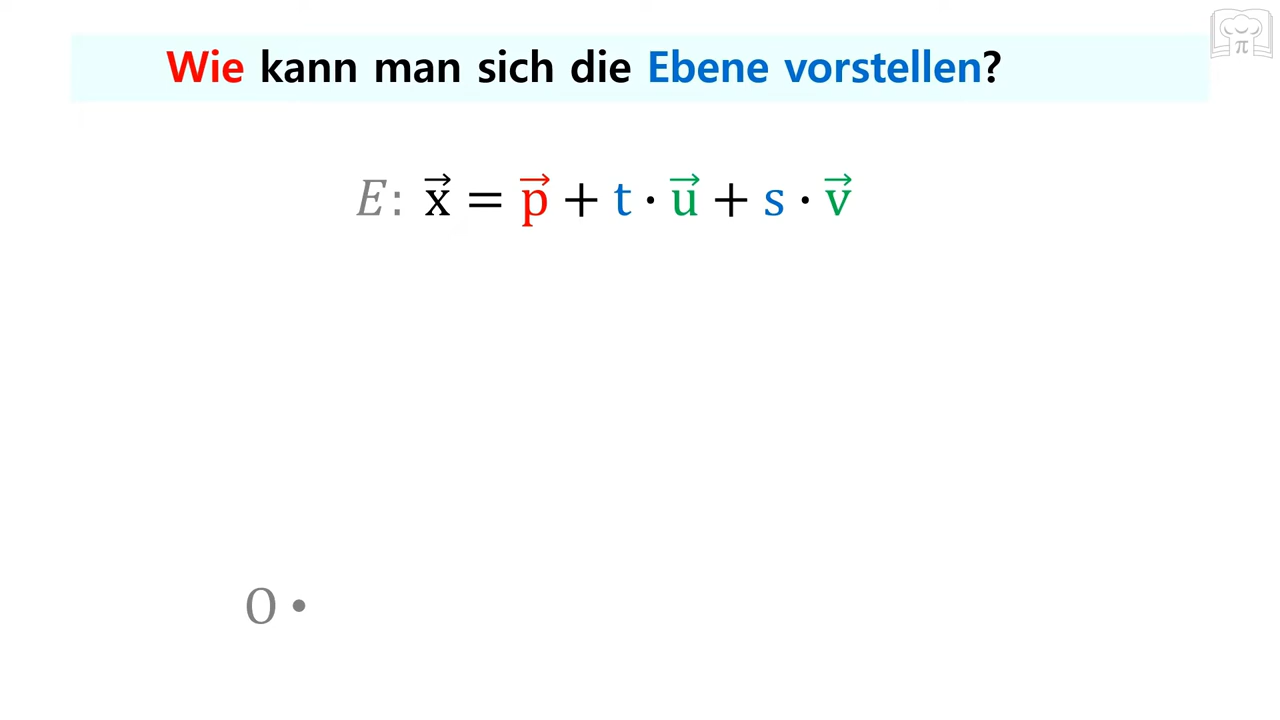 Wie kann man sich die Ebene vorstellen?
E: x⃗ = p⃗ + t · u⃗ + s · v⃗
O •
π